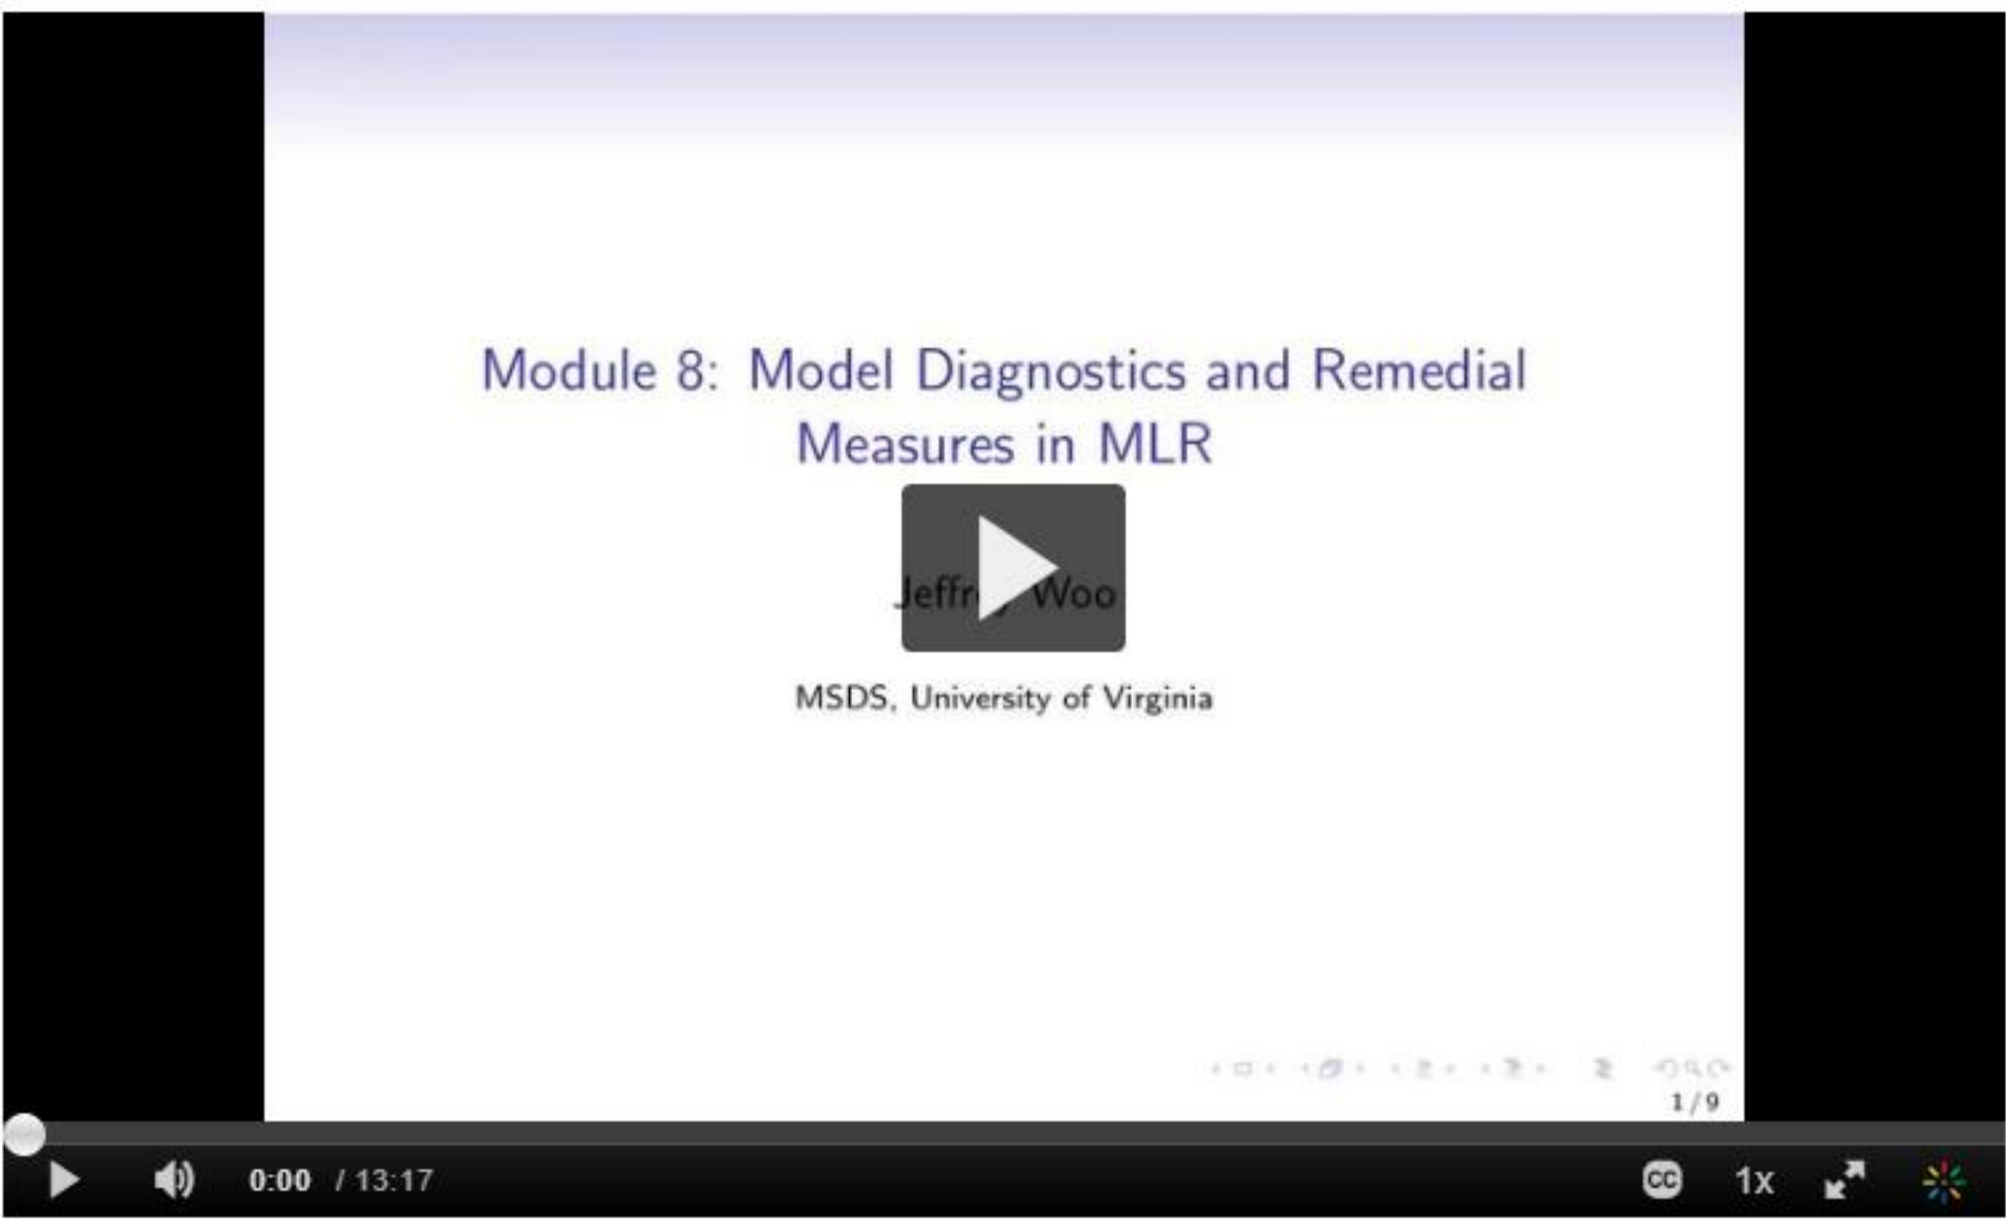 Module 8: Model Diagnostics and Remedial
Measures in MLR
Jeffrey Woo
MSDS, University of Virginia
1 / 9
0:00 / 13:17
CC
1x